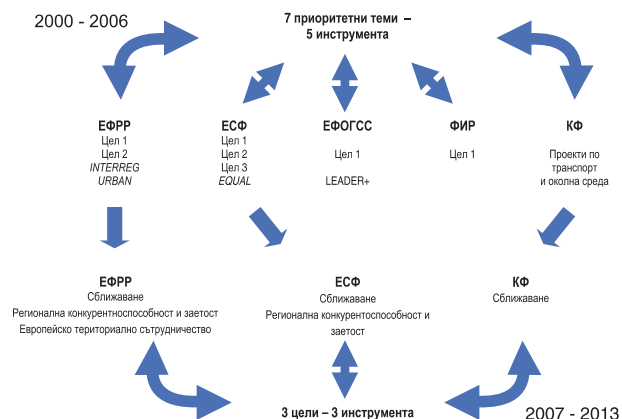 2000 - 2006
7 приоритетни теми –
5 инструмента
ЕФРР
Цел 1
Цел 2
INTERREG
URBAN
ЕСФ
Цел 1
Цел 2
Цел 3
EQUAL
ЕФОГСС
Цел 1
LEADER+
ФИР
Цел 1
КФ
Проекти по
транспорт
и околна среда
ЕФРР
Сближаване
Регионална конкурентноспособност и заетост
Европейско териториално сътрудничество
ЕСФ
Сближаване
Регионална конкурентоспособност и
заетост
КФ
Сближаване
3 цели – 3 инструмента
2007 - 2013